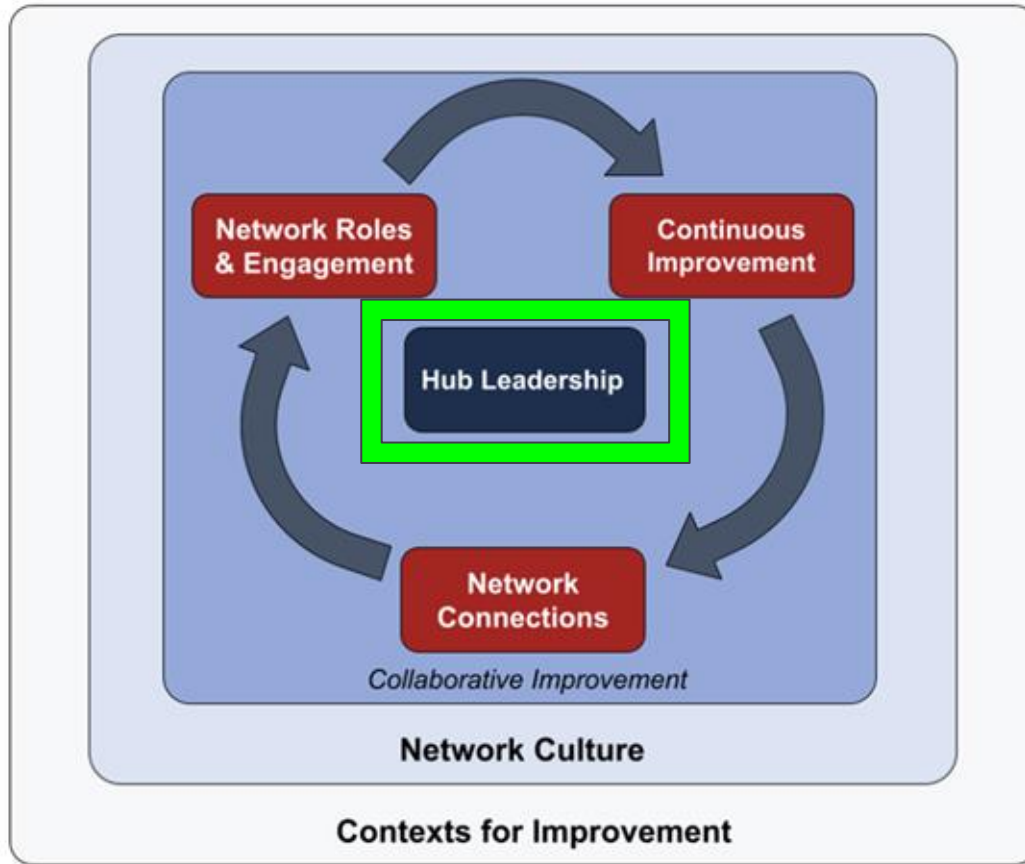 Network Roles
& Engagement
Continuous
Improvement
Hub Leadership
Network
Connections
Collaborative Improvement
Network Culture
Contexts for Improvement